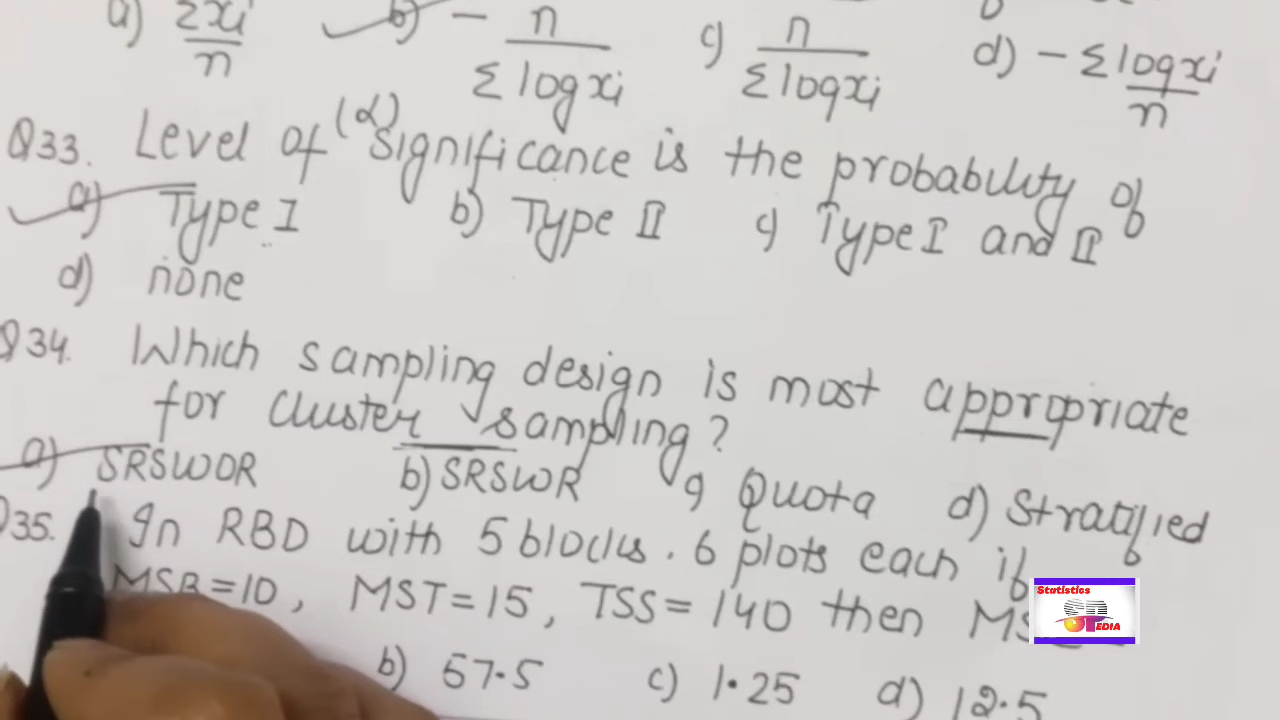 a) Σxi/n b) - n/Σlogxi c) n/Σlogxi d) - Σlogxi/n
Q33. Level of (α) significance is the probability of
a) Type I b) Type II c) Type I and II
d) none
Q34. Which sampling design is most appropriate
for cluster sampling?
a) SRSWOR b) SRSWR c) Quota d) Stratified
Q35. In RBD with 5 blocks. 6 plots each if
MSB=10, MST=15, TSS=140 then
b) 57.5 c) 1.25 d) 12.5
Statistics
PEDIA